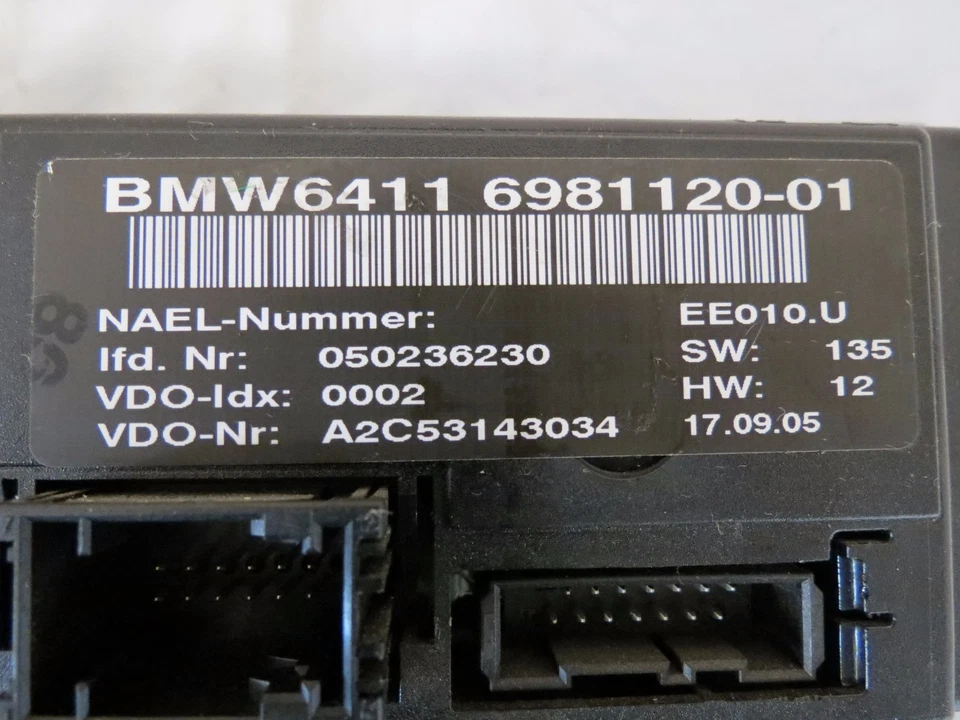 BMW6411 6981120-01
NAEL-Nummer: EE010.U
lfd. Nr: 050236230 SW: 135
VDO-Idx: 0002 HW: 12
VDO-Nr: A2C53143034 17.09.05